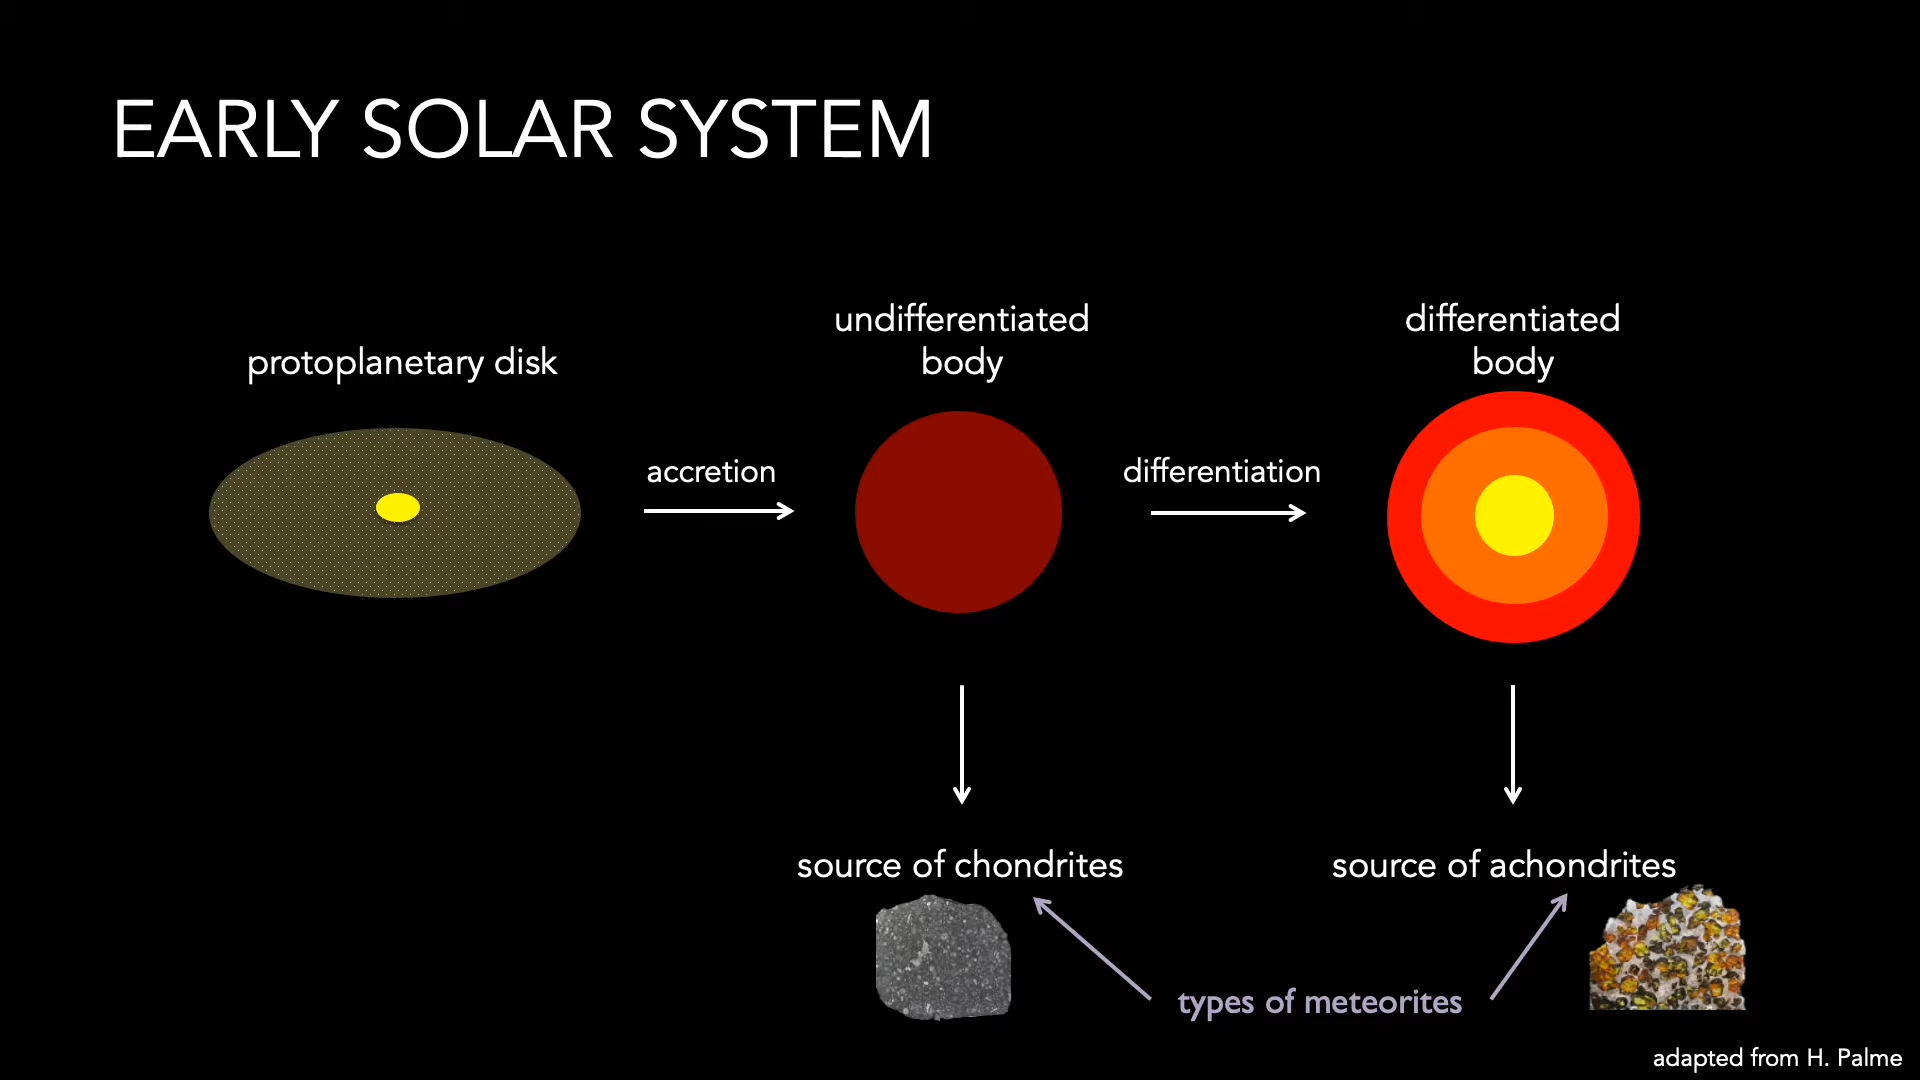 EARLY SOLAR SYSTEM
protoplanetary disk
accretion
undifferentiated
body
differentiation
differentiated
body
source of chondrites
source of achondrites
types of meteorites
adapted from H. Palme